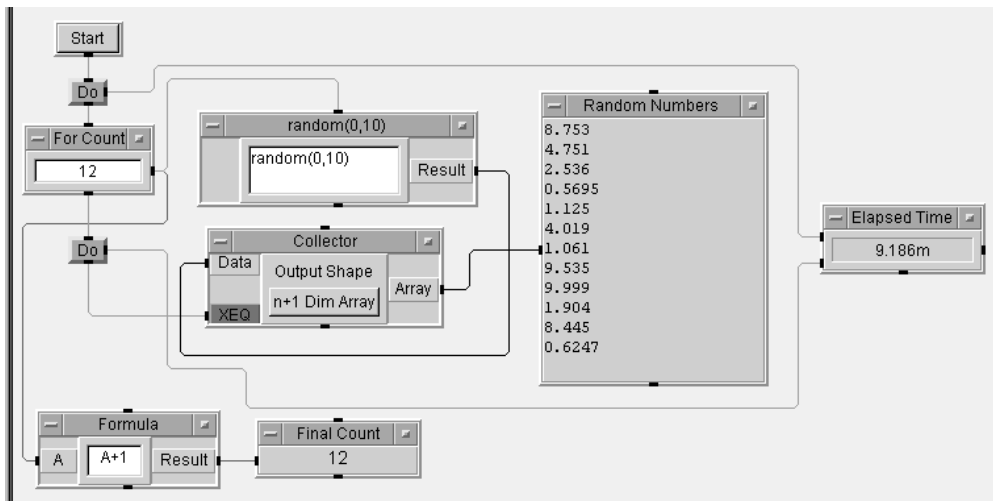 Start
Do
For Count
12
Do
random(0,10)
random(0,10)
Result
Collector
Data
Output Shape
n+1 Dim Array
Array
XEQ
Random Numbers
8.753
4.751
2.536
0.5695
1.125
4.019
1.061
9.535
9.999
1.904
8.445
0.6247
Elapsed Time
9.186m
Formula
A
A+1
Result
Final Count
12